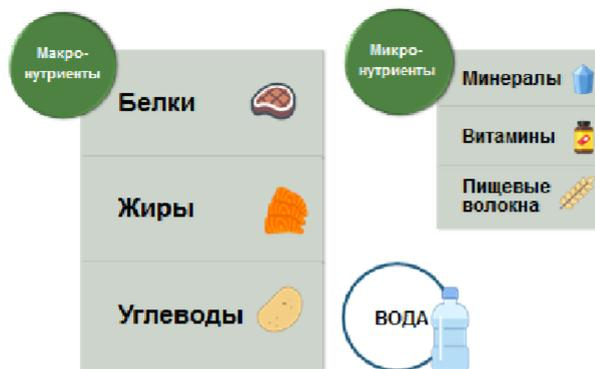 Макро-
нутриенты
Белки
Жиры
Углеводы
Микро-
нутриенты
Минералы
Витамины
Пищевые
волокна
ВОДА